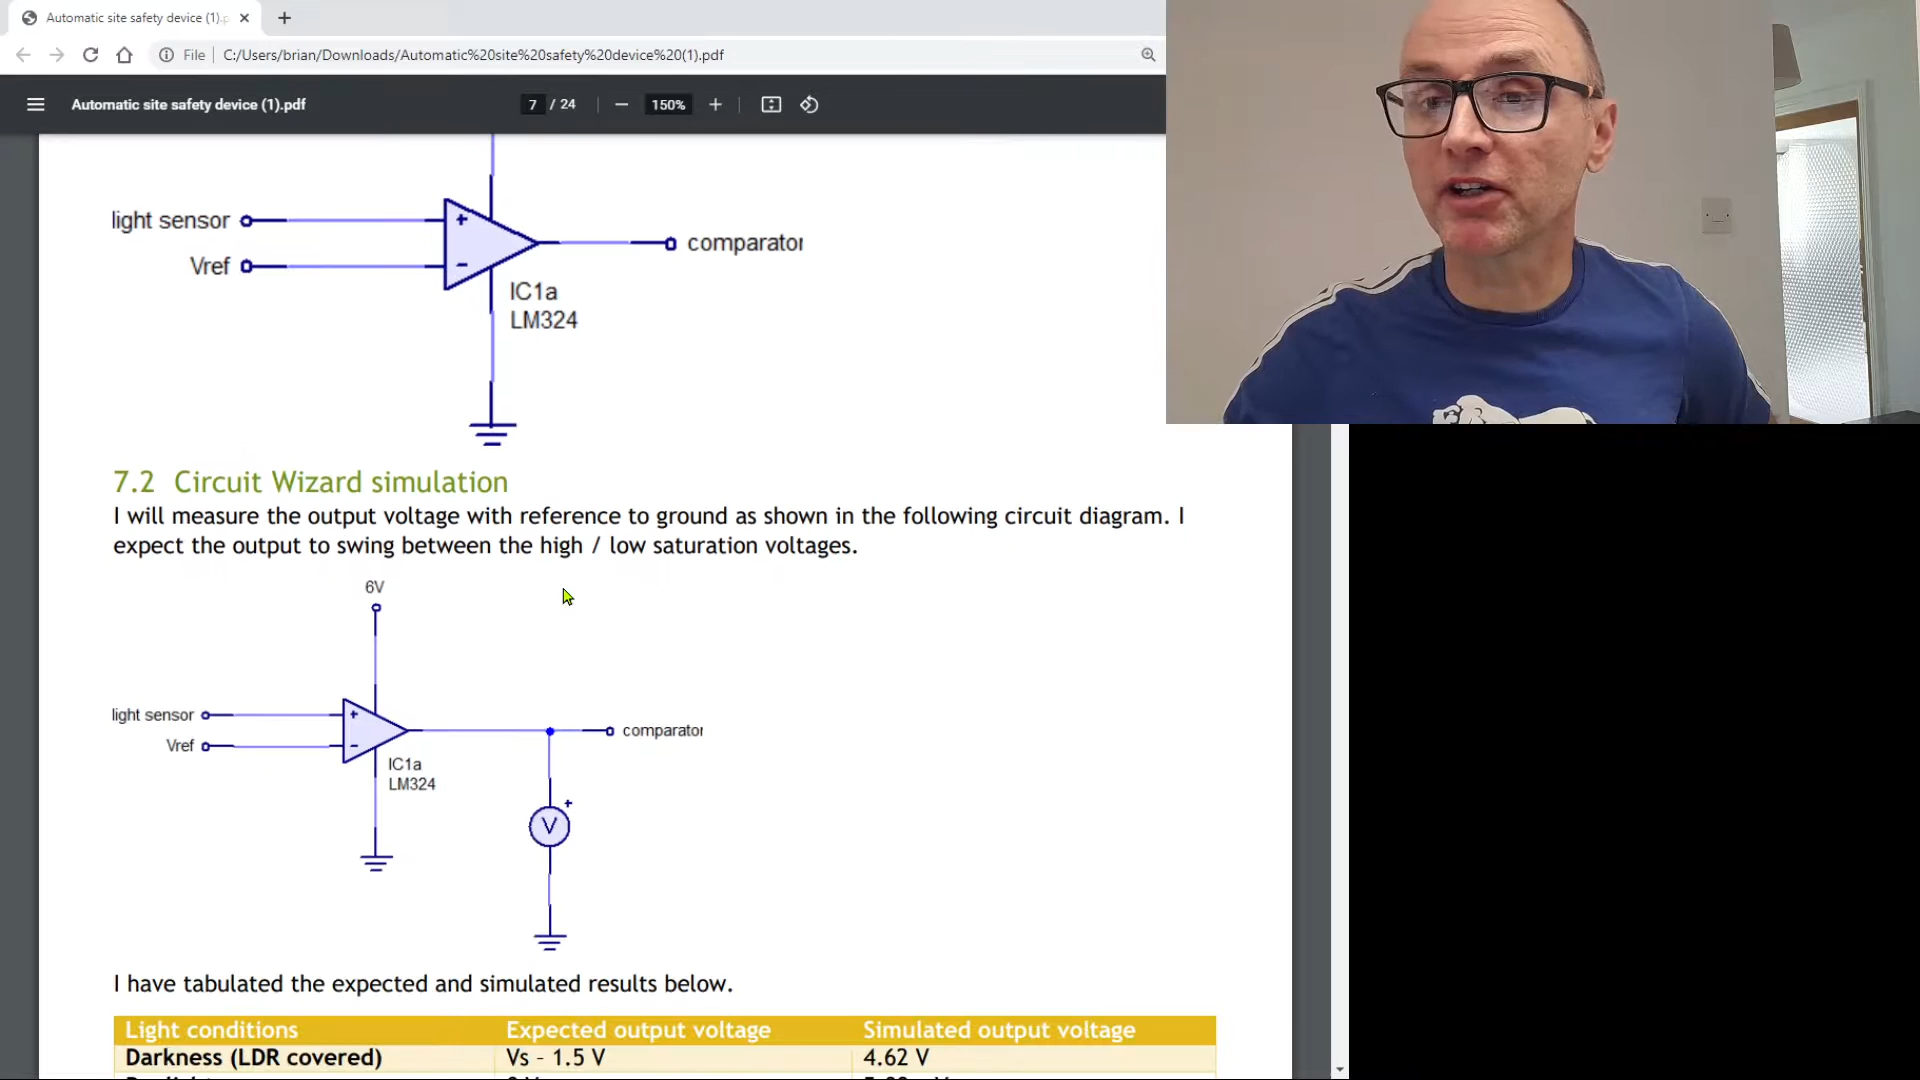 Automatic site safety device (1).p
File C:/Users/brian/Downloads/Automatic%20site%20safety%20device%20(1).pdf
Automatic site safety device (1).pdf
7 / 24
150%
light sensor
Vref
+
−
comparator
IC1a
LM324
7.2 Circuit Wizard simulation
I will measure the output voltage with reference to ground as shown in the following circuit diagram. I
expect the output to swing between the high / low saturation voltages.
6V
light sensor
Vref
+
−
comparator
IC1a
LM324
+
V
I have tabulated the expected and simulated results below.
Light conditions Expected output voltage Simulated output voltage
Darkness (LDR covered) Vs - 1.5 V 4.62 V